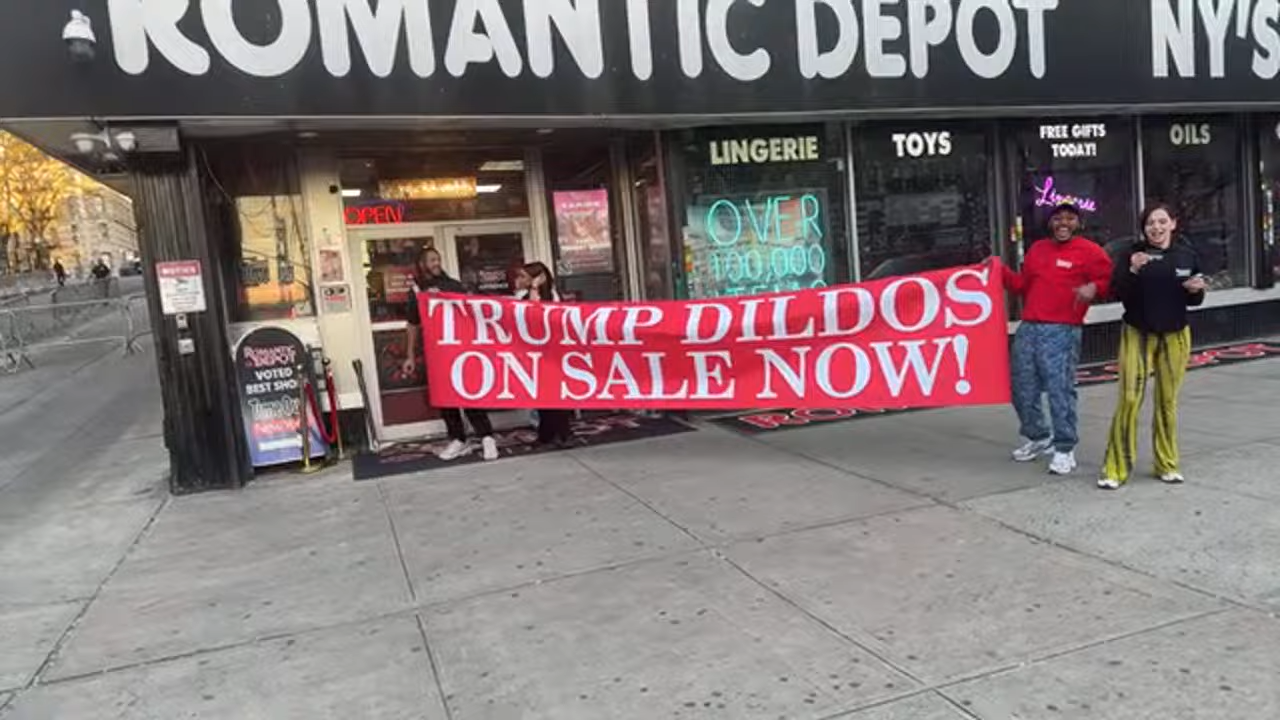 ROMANTIC DEPOT NY'S
LINGERIE
TOYS
FREE GIFTS
TODAY!
OILS
OPEN
OVER
100,000
Lingerie
TRUMP DILDOS
ON SALE NOW!
NOTICE
ROMANTIC
DEPOT
VOTED
BEST